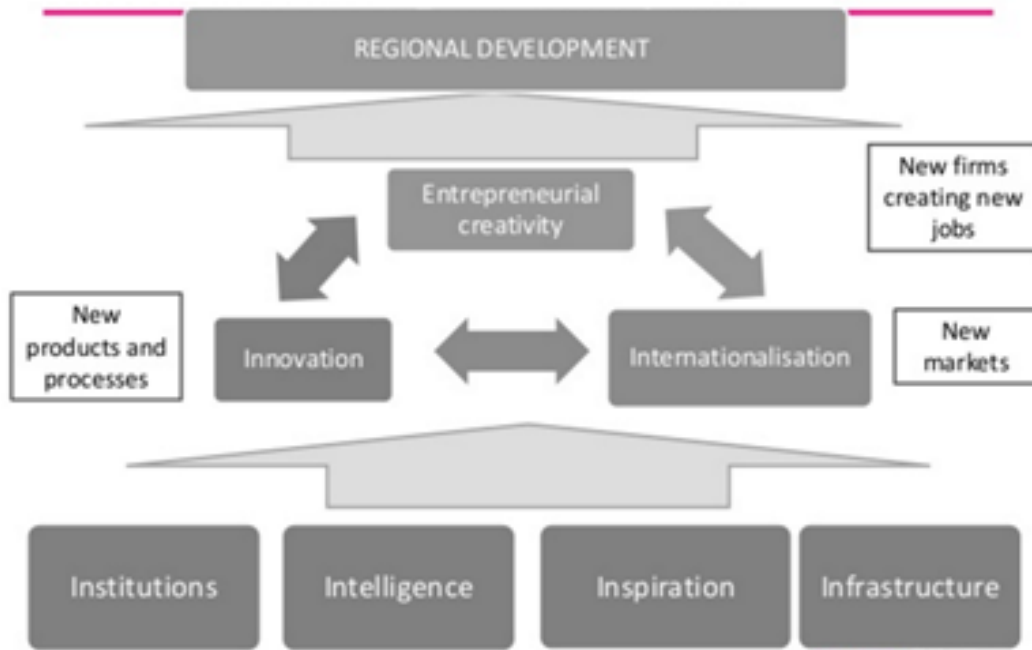 REGIONAL DEVELOPMENT
Entrepreneurial
creativity
New firms
creating new
jobs
New
products and
processes
Innovation
Internationalisation
New
markets
Institutions
Intelligence
Inspiration
Infrastructure